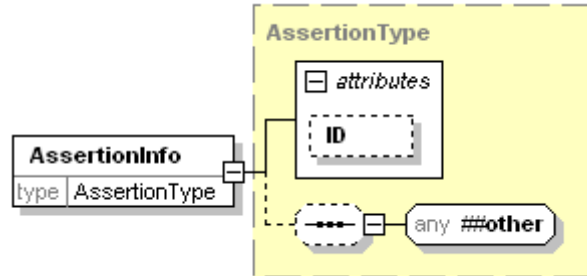 AssertionType
attributes
ID
AssertionInfo
type AssertionType
any ##other